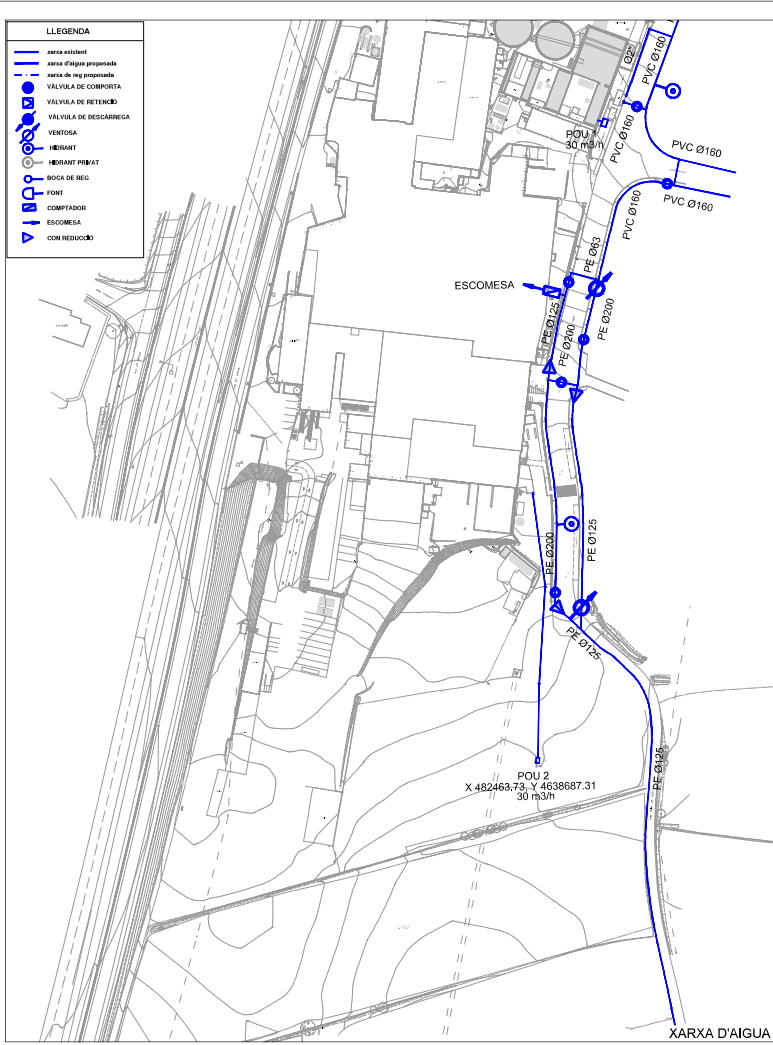 LLEGENDA
xarxa existent
xarxa d'aigua proposada
xarxa de reg proposada
VÀLVULA DE COMPORTA
VÀLVULA DE RETENCIÓ
VÀLVULA DE DESCÀRREGA
VENTOSA
HIDRANT
HIDRANT PRIVAT
BOCA DE REG
FONT
COMPTADOR
ESCOMESA
CON REDUCCIÓ
Ø2"
PVC Ø160
POU 1
30 m3/h
PVC Ø160
PVC Ø160
PVC Ø160
PVC Ø160
PE Ø63
ESCOMESA
PE Ø125
PE Ø200
PE Ø200
PE Ø200
PE Ø125
PE Ø125
POU 2
X 482463.73, Y 4638687.31
30 m3/h
PE Ø125
XARXA D'AIGUA